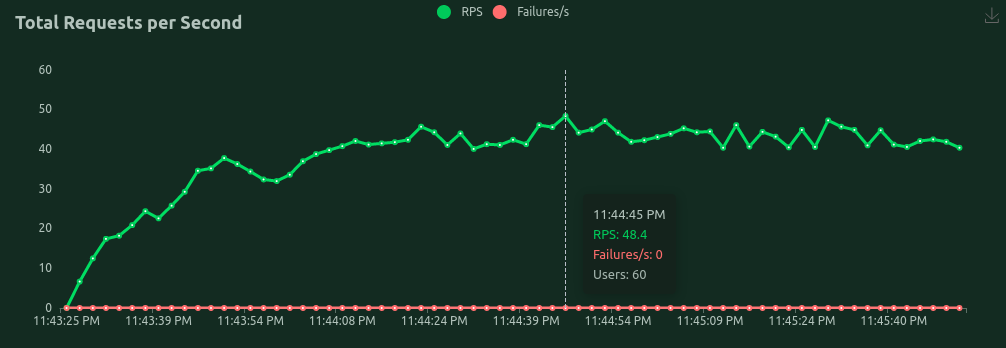 Total Requests per Second
RPS Failures/s
60
50
40
30
20
10
0
11:44:45 PM
RPS: 48.4
Failures/s: 0
Users: 60
11:43:25 PM 11:43:39 PM 11:43:54 PM 11:44:08 PM 11:44:24 PM 11:44:39 PM 11:44:54 PM 11:45:09 PM 11:45:24 PM 11:45:40 PM